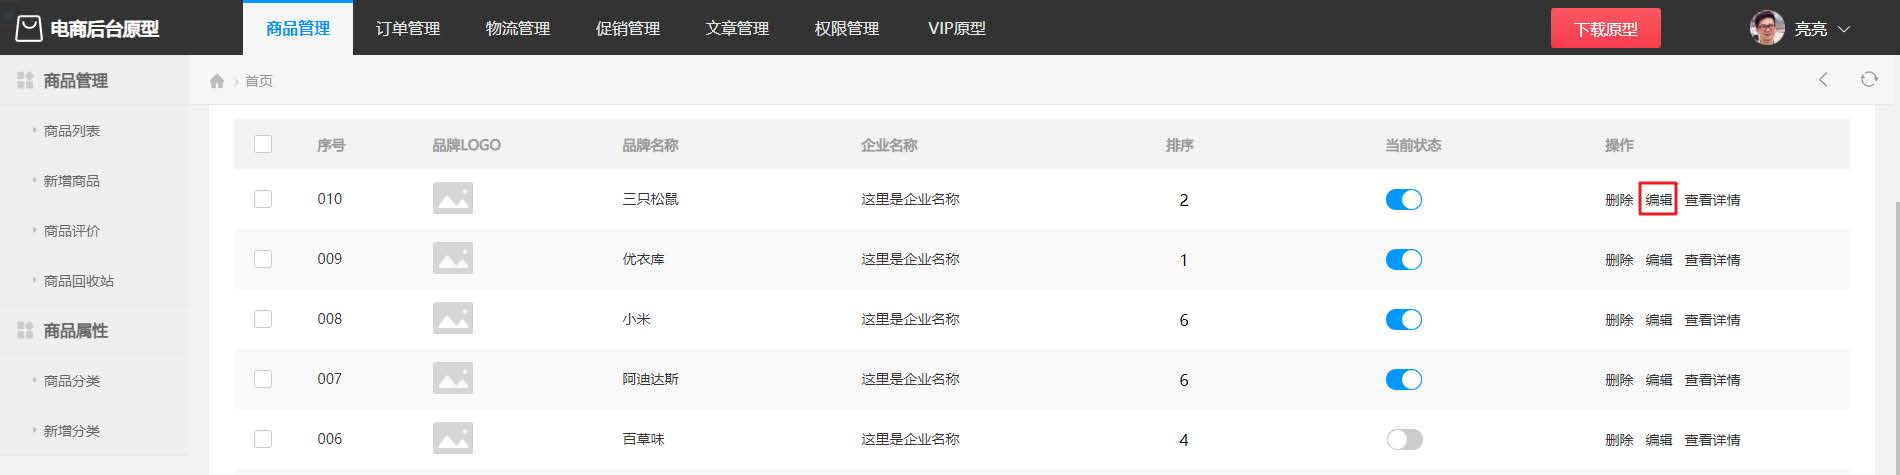 电商后台原型 商品管理 订单管理 物流管理 促销管理 文章管理 权限管理 VIP原型 下载原型 亮亮
商品管理
首页
商品列表
新增商品
商品评价
商品回收站
商品属性
商品分类
新增分类
序号 品牌LOGO 品牌名称 企业名称 排序 当前状态 操作
010 三只松鼠 这里是企业名称 2 删除 编辑 查看详情
009 优衣库 这里是企业名称 1 删除 编辑 查看详情
008 小米 这里是企业名称 6 删除 编辑 查看详情
007 阿迪达斯 这里是企业名称 6 删除 编辑 查看详情
006 百草味 这里是企业名称 4 删除 编辑 查看详情